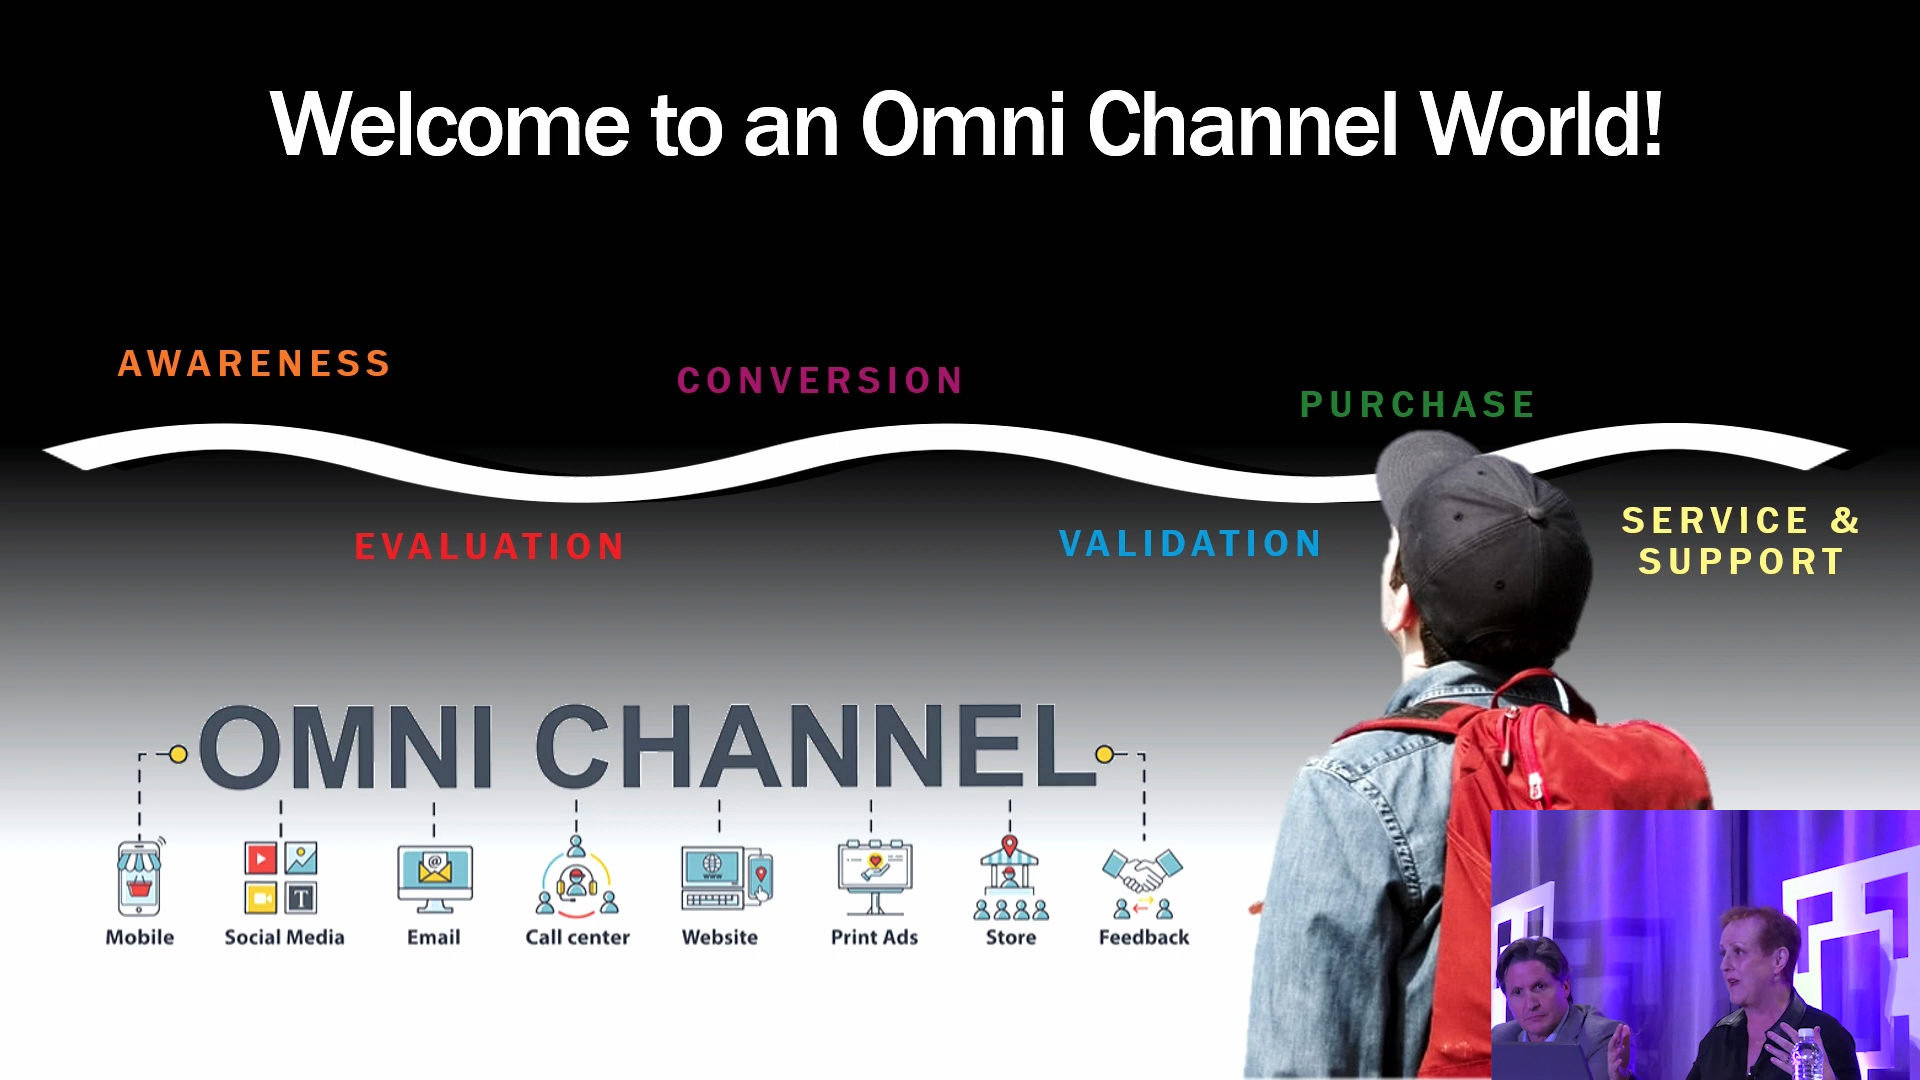 Welcome to an Omni Channel World!
AWARENESS
CONVERSION
PURCHASE
EVALUATION
VALIDATION
SERVICE &
SUPPORT
OMNI CHANNEL
Mobile
Social Media
Email
Call center
Website
Print Ads
Store
Feedback